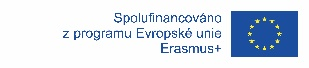 Spolufinancováno
z programu Evropské unie
Erasmus+